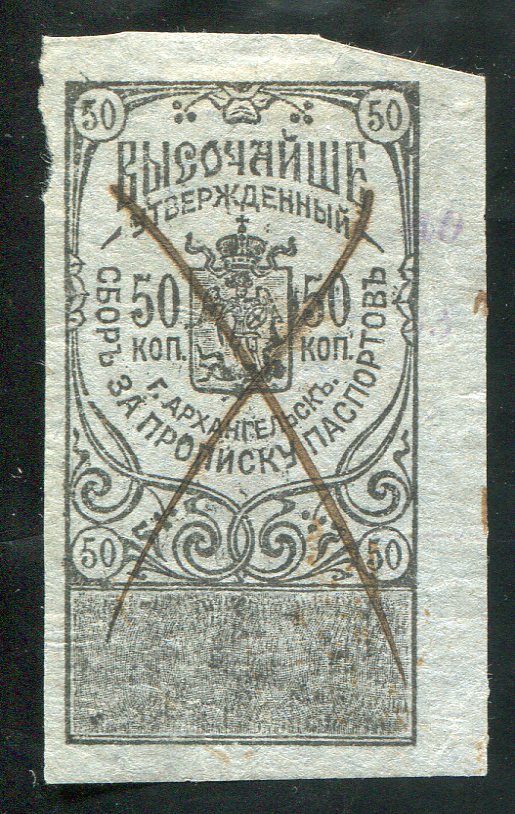 50 50
ВЫСОЧАЙШЕ
УТВЕРЖДЕННЫЙ
50 50
КОП. КОП.
Г. АРХАНГЕЛЬСКЪ.
СБОРЪ ЗА ПРОПИСКУ ПАСПОРТОВЪ
50 50